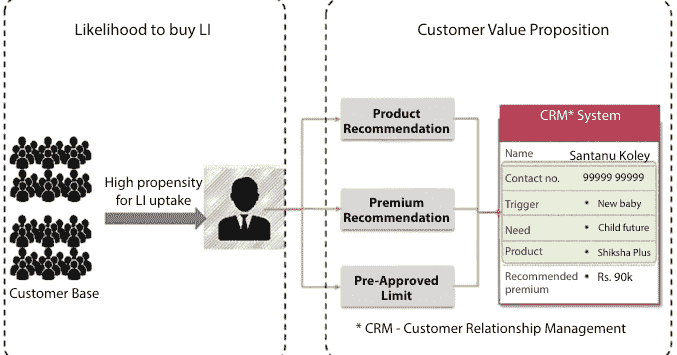 Likelihood to buy LI
Customer Value Proposition
High propensity
for LI uptake
Customer Base
Product
Recommendation
Premium
Recommendation
Pre-Approved
Limit
CRM* System
Name Santanu Koley
Contact no. 99999 99999
Trigger * New baby
Need * Child future
Product * Shiksha Plus
Recommended
premium * Rs. 90k
* CRM - Customer Relationship Management